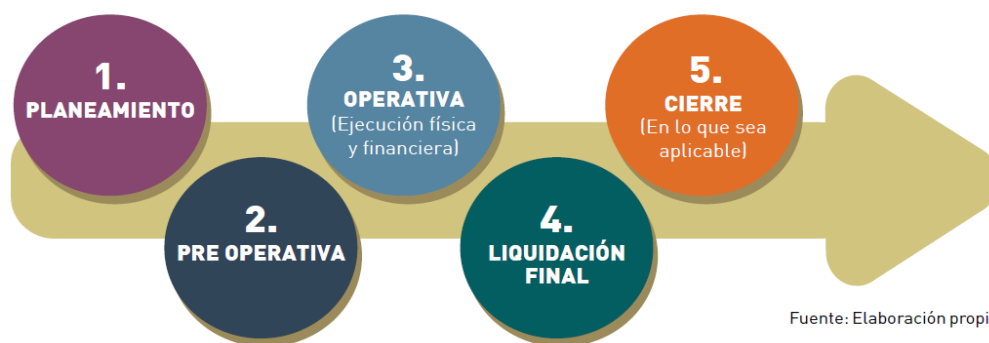 1.
PLANEAMIENTO
2.
PRE OPERATIVA
3.
OPERATIVA
(Ejecución física
y financiera)
4.
LIQUIDACIÓN
FINAL
5.
CIERRE
(En lo que sea
aplicable)
Fuente: Elaboración propi